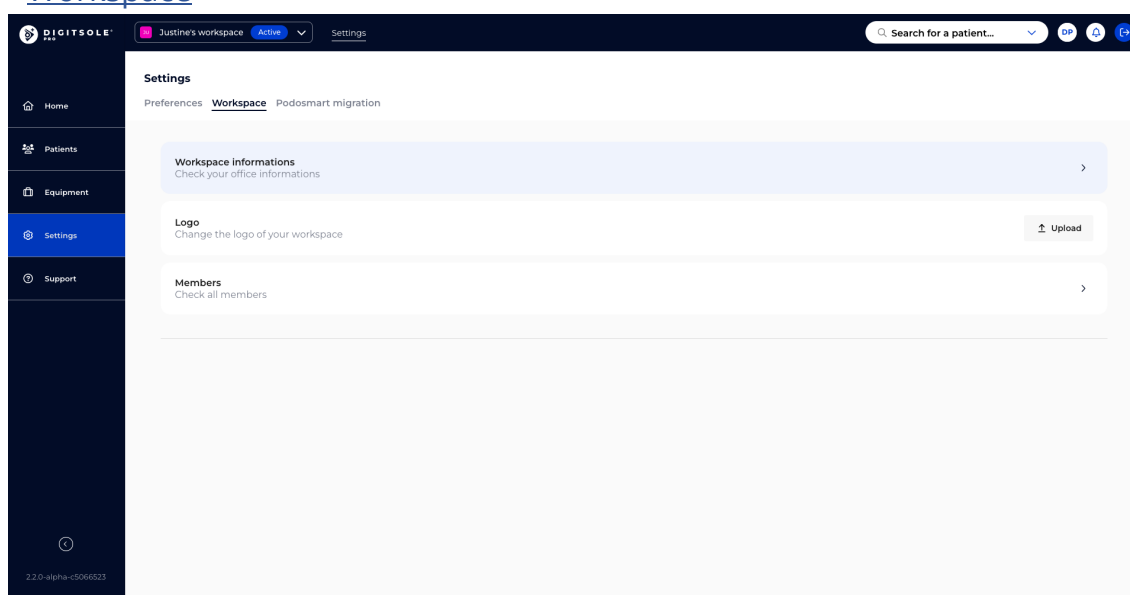 Workspace
DIGITSOLE®
PRO
JU Justine's workspace Active
Settings
Search for a patient...
DP
Settings
Preferences Workspace Podosmart migration
Home
Patients
Equipment
Settings
Support
Workspace informations
Check your office informations
Logo
Change the logo of your workspace
Upload
Members
Check all members
2.2.0-alpha-c5066523